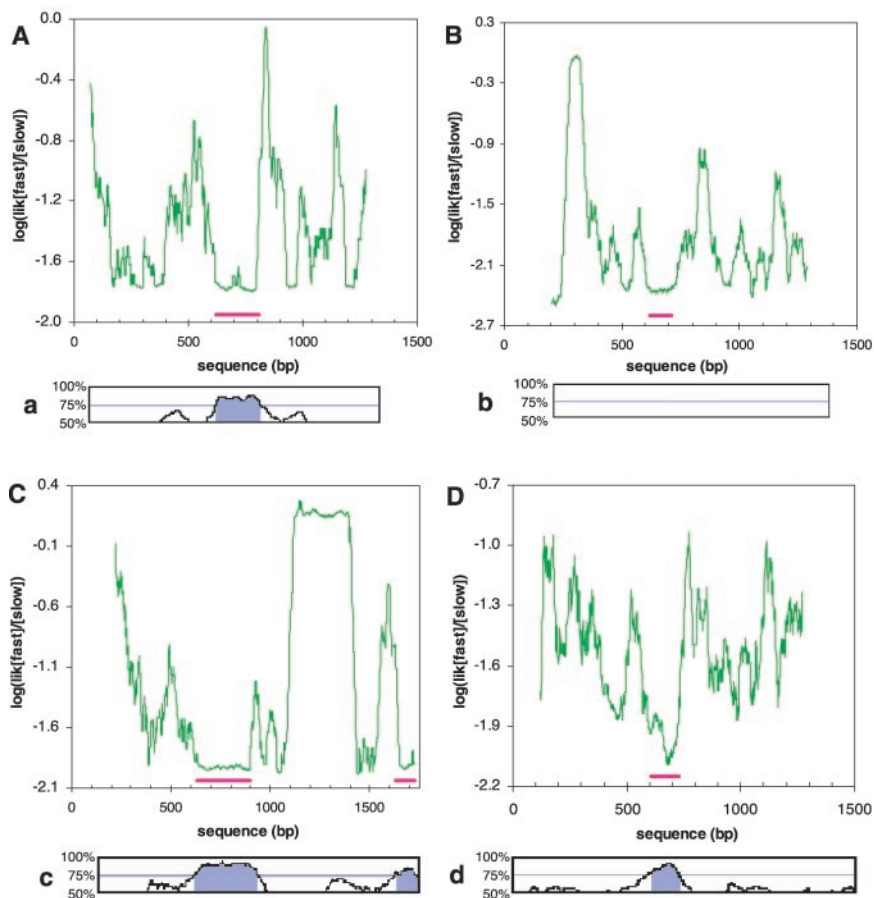 A
0.0
-0.4
-0.8
-1.2
-1.6
-2.0
log(lik[fast]/[slow])
0 500 1000 1500
sequence (bp)
a
100%
75%
50%
B
0.3
-0.3
-0.9
-1.5
-2.1
-2.7
log(lik[fast]/[slow])
0 500 1000 1500
sequence (bp)
b
100%
75%
50%
C
0.4
-0.1
-0.6
-1.1
-1.6
-2.1
log(lik[fast]/[slow])
0 500 1000 1500
sequence (bp)
c
100%
75%
50%
D
-0.7
-1.0
-1.3
-1.6
-1.9
-2.2
log(lik[fast]/[slow])
0 500 1000 1500
sequence (bp)
d
100%
75%
50%